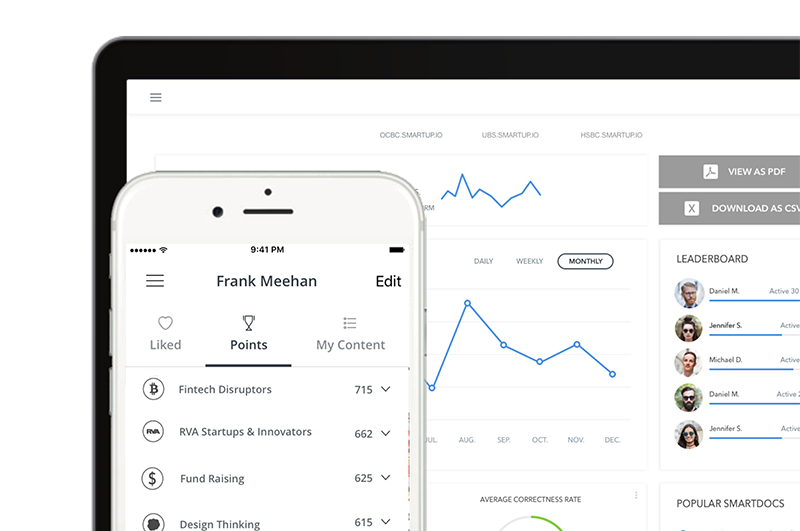 OCBC.SMARTUP.IO
UBS.SMARTUP.IO
HSBC.SMARTUP.IO
RM
VIEW AS PDF
DOWNLOAD AS CSV
DAILY
WEEKLY
MONTHLY
JUL.
AUG.
SEP.
OCT.
NOV.
DEC.
LEADERBOARD
Daniel M.
Active 30
Jennifer S.
Active
Michael D.
Active
Daniel M.
Active 2
Jennifer S.
Active
AVERAGE CORRECTNESS RATE
POPULAR SMARTDOCS
9:41 PM
Frank Meehan
Edit
Liked
Points
My Content
Fintech Disruptors
715
RVA
RVA Startups & Innovators
662
$
Fund Raising
625
Design Thinking
615